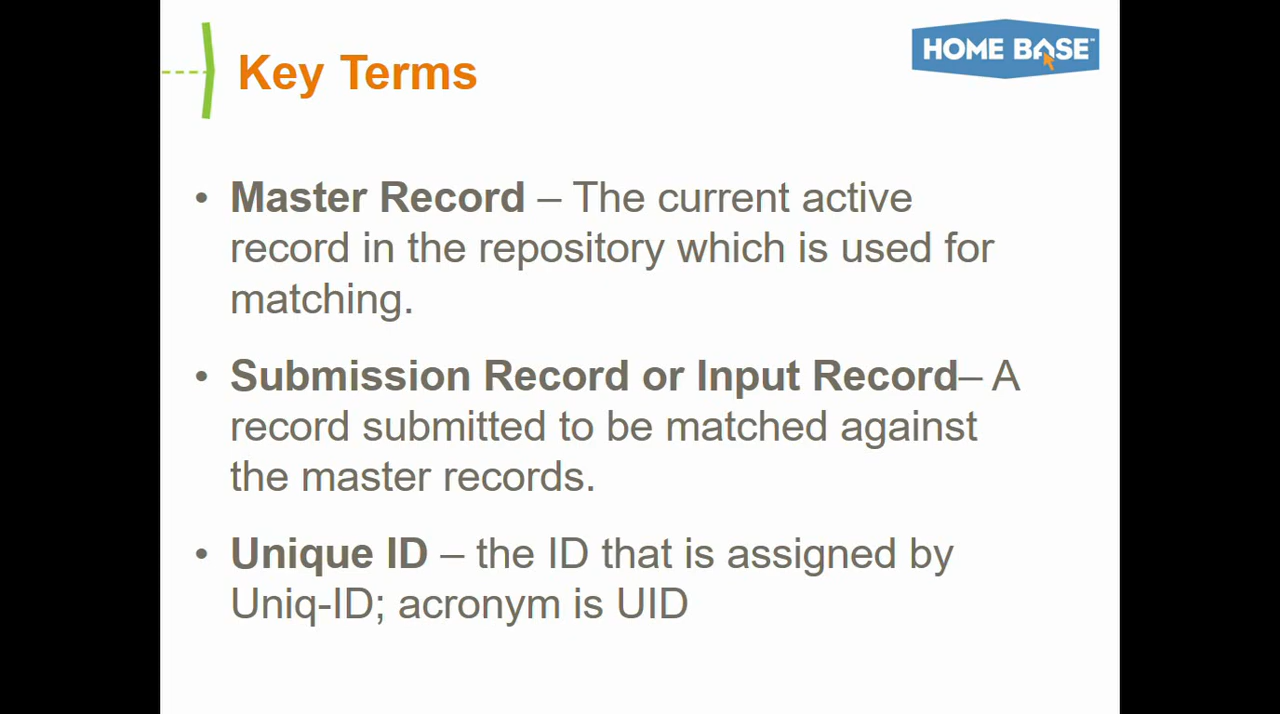 Key Terms
HOME BASE™
• Master Record – The current active
record in the repository which is used for
matching.
• Submission Record or Input Record– A
record submitted to be matched against
the master records.
• Unique ID – the ID that is assigned by
Uniq-ID; acronym is UID